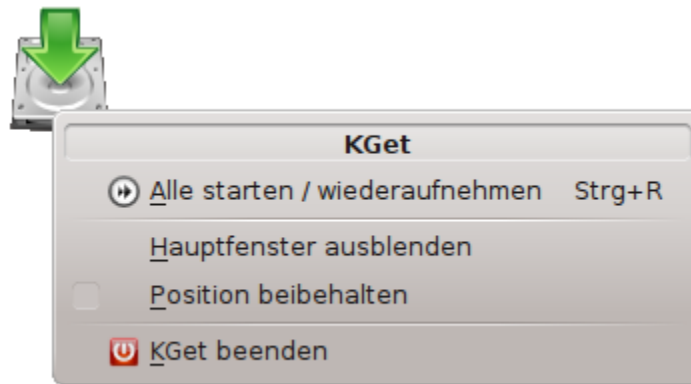 KGet
Alle starten / wiederaufnehmen Strg+R
Hauptfenster ausblenden
Position beibehalten
KGet beenden